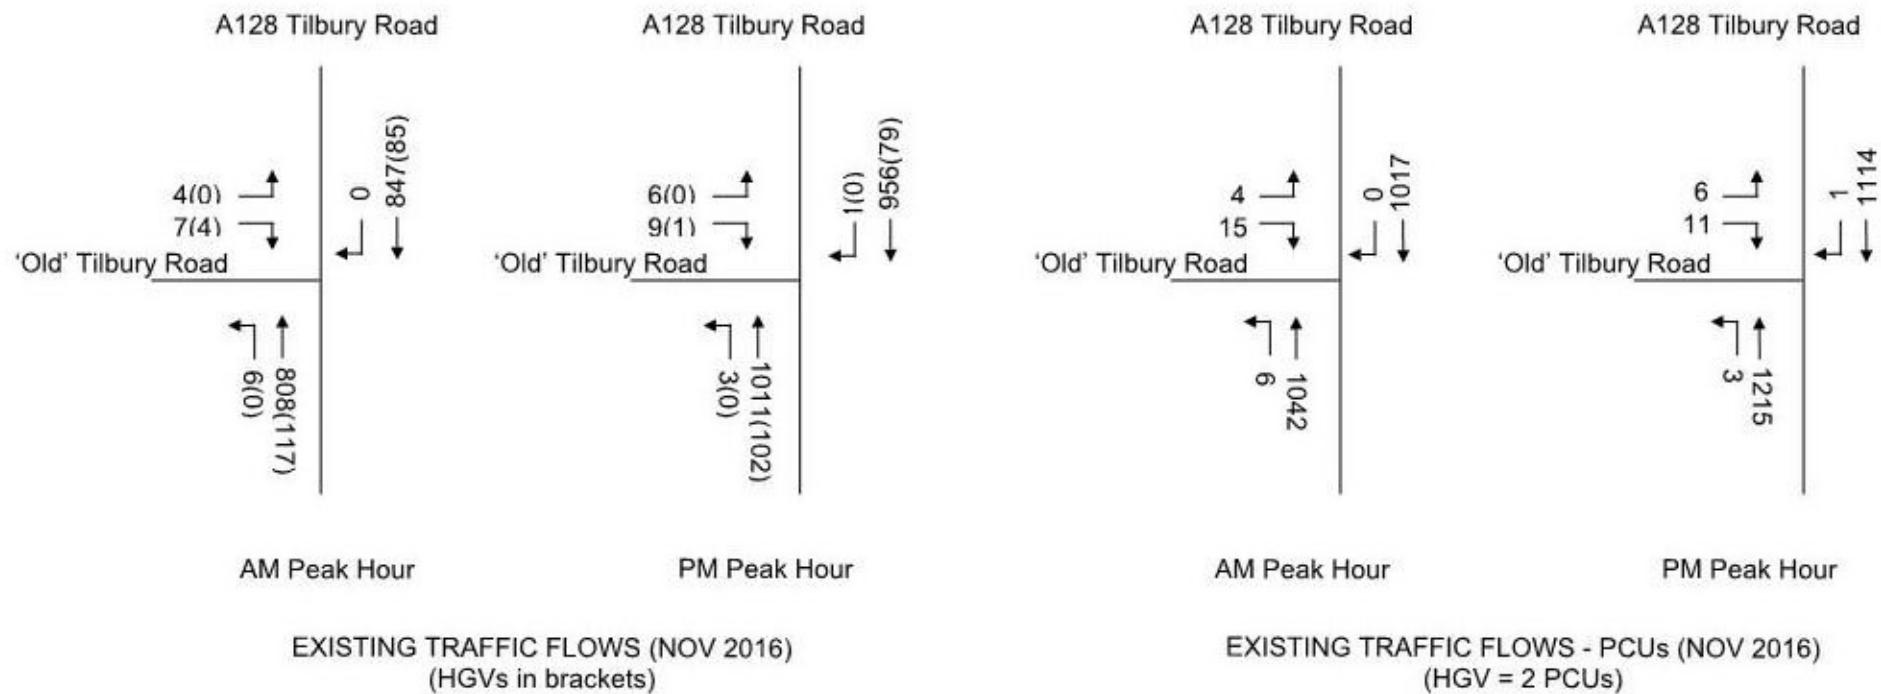 A128 Tilbury Road
A128 Tilbury Road
A128 Tilbury Road
A128 Tilbury Road
4(0)
7(4)
0
847(85)
'Old' Tilbury Road
6(0)
808(117)
6(0)
9(1)
1(0)
956(79)
'Old' Tilbury Road
3(0)
1011(102)
4
15
0
1017
'Old' Tilbury Road
6
1042
6
11
1
1114
'Old' Tilbury Road
3
1215
AM Peak Hour
PM Peak Hour
AM Peak Hour
PM Peak Hour
EXISTING TRAFFIC FLOWS (NOV 2016)
(HGVs in brackets)
EXISTING TRAFFIC FLOWS - PCUs (NOV 2016)
(HGV = 2 PCUs)